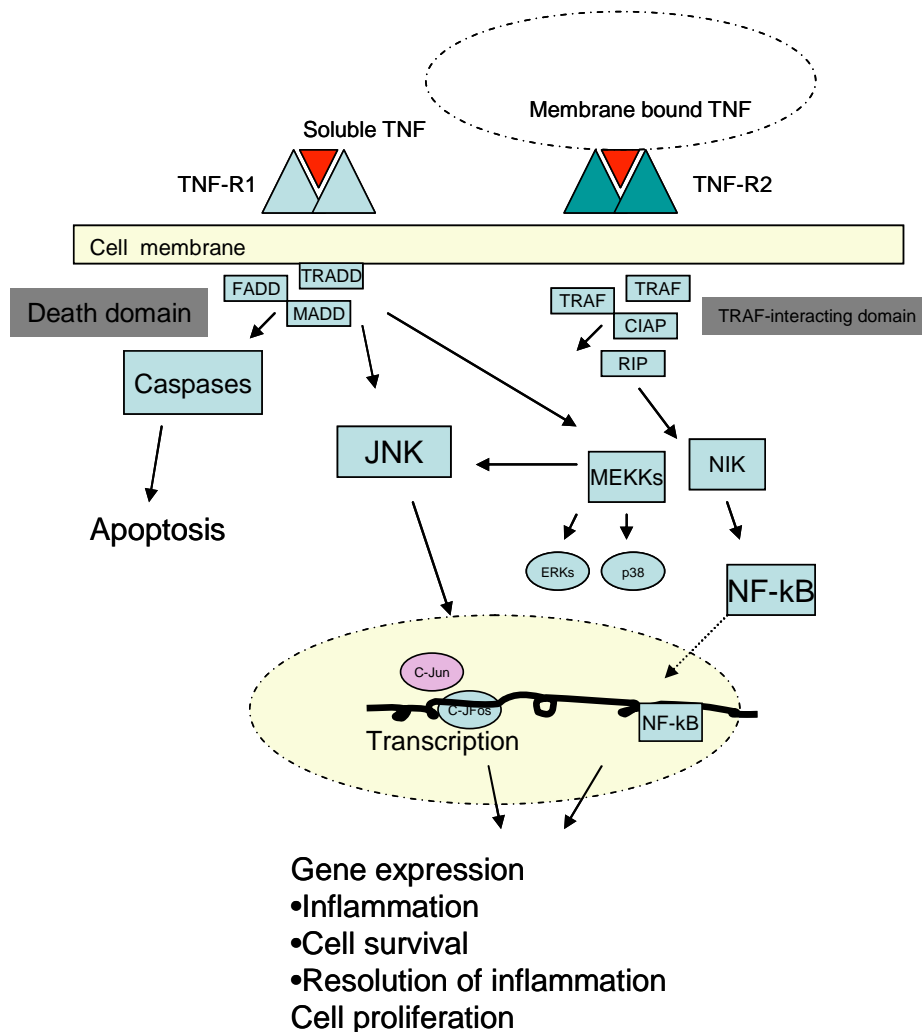 Membrane bound TNF
Soluble TNF
TNF-R1
TNF-R2
Cell membrane
TRADD
FADD
MADD
Death domain
TRAF
TRAF
CIAP
RIP
TRAF-interacting domain
Caspases
JNK
MEKKs
NIK
Apoptosis
ERKs
p38
NF-kB
C-Jun
C-JFos
NF-kB
Transcription
Gene expression
•Inflammation
•Cell survival
•Resolution of inflammation
Cell proliferation